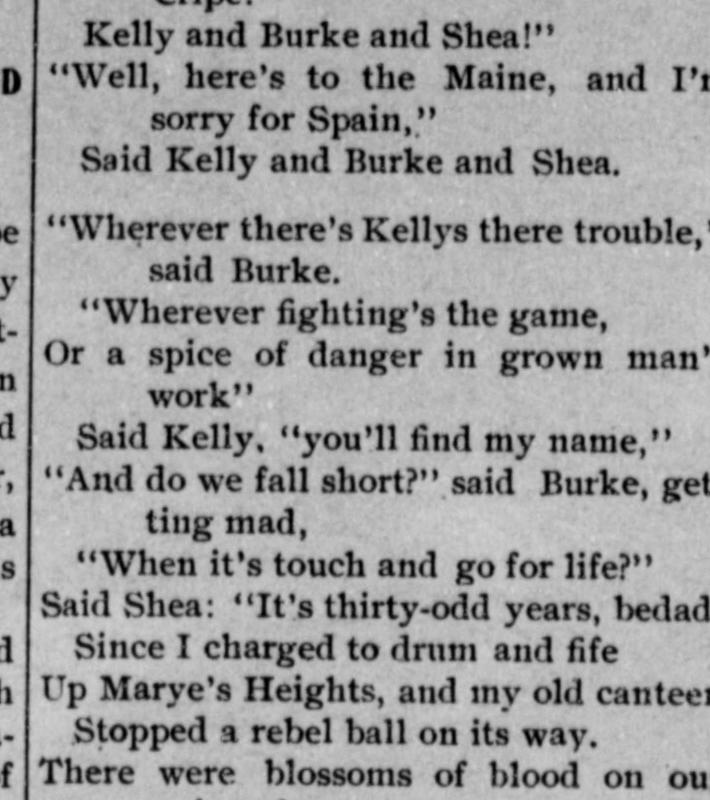 Kelly and Burke and Shea!"
"Well, here's to the Maine, and
sorry for Spain,"
Said Kelly and Burke and Shea.
"Wherever there's Kellys there trouble,"
said Burke.
"Wherever fighting's the game,
Or a spice of danger in grown man'
work"
Said Kelly, "you'll find my name,"
"And do we fall short?" said Burke, get
ting mad,
"When it's touch and go for life?"
Said Shea: "It's thirty-odd years, bedad
Since I charged to drum and fife
Up Marye's Heights, and my old
Stopped a rebel ball on its way.
There were blossoms of blood on